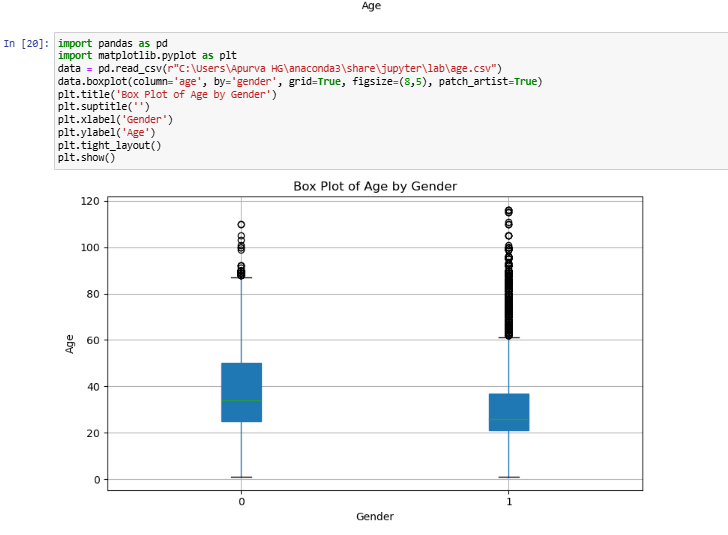 Age
In [20]:
import pandas as pd
import matplotlib.pyplot as plt
data = pd.read_csv(r"C:\Users\Apurva HG\anaconda3\share\jupyter\lab\age.csv")
data.boxplot(column='age', by='gender', grid=True, figsize=(8,5), patch_artist=True)
plt.title('Box Plot of Age by Gender')
plt.suptitle('')
plt.xlabel('Gender')
plt.ylabel('Age')
plt.tight_layout()
plt.show()
Box Plot of Age by Gender
120
100
80
60
40
20
0
Age
0 1
Gender